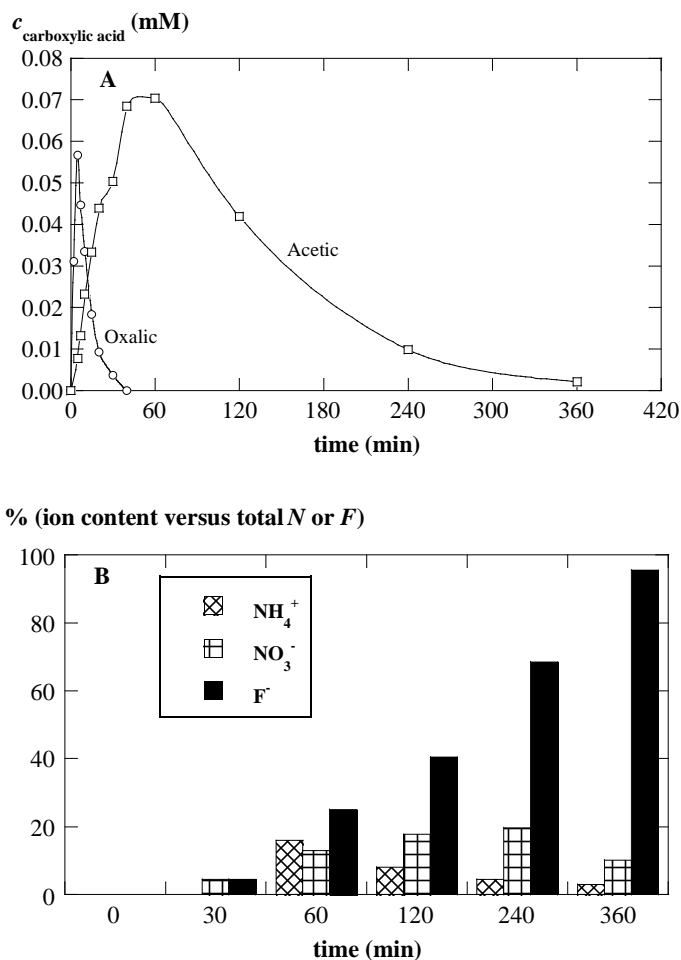 c carboxylic acid (mM)
0.08
A
0.07
0.06
0.05
0.04
Acetic
0.03
0.02
Oxalic
0.01
0.00
0 60 120 180 240 300 360 420
time (min)
% (ion content versus total N or F)
100
B
NH4+
80
NO3-
60
F-
40
20
0
0 30 60 120 240 360
time (min)